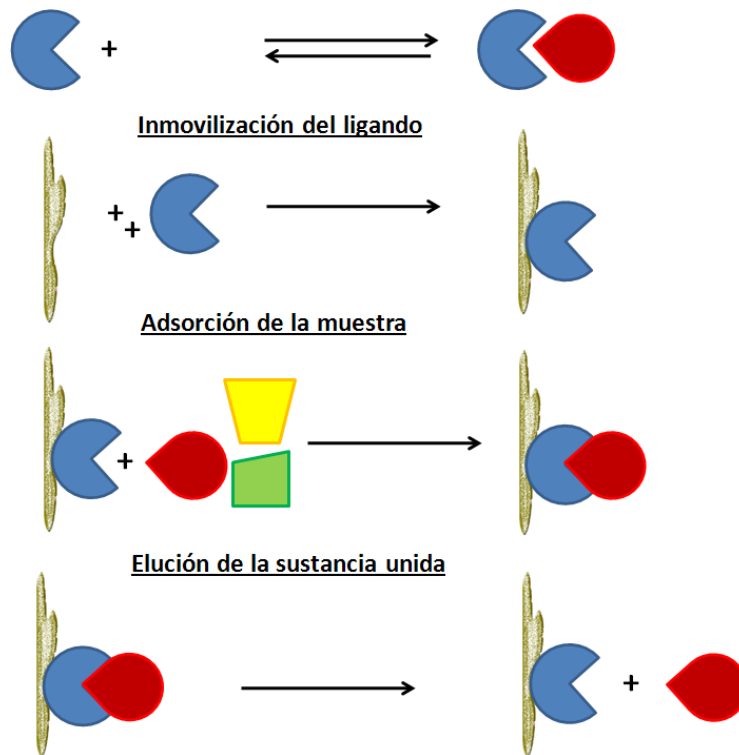 +
Inmovilización del ligando
+
+
Adsorción de la muestra
+
Elución de la sustancia unida
+